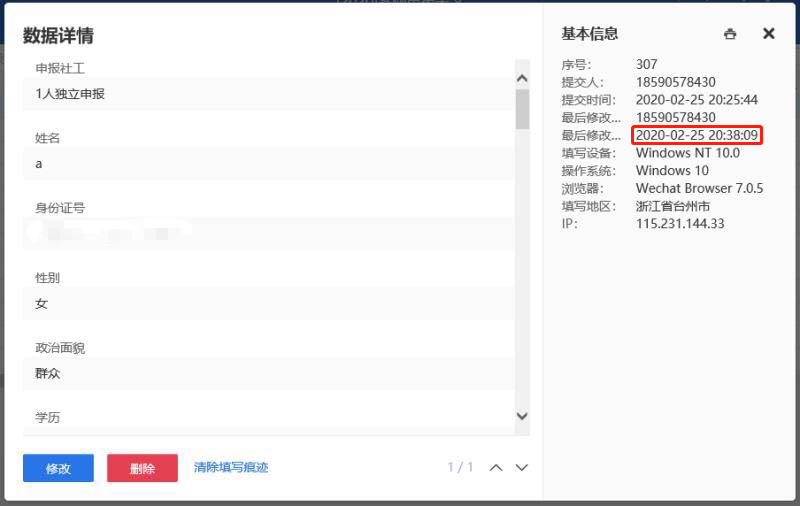 数据详情
申报社工
1人独立申报
姓名
a
身份证号
性别
女
政治面貌
群众
学历
修改
删除
清除填写痕迹
1 / 1
基本信息
序号: 307
提交人: 18590578430
提交时间: 2020-02-25 20:25:44
最后修改... 18590578430
最后修改... 2020-02-25 20:38:09
填写设备: Windows NT 10.0
操作系统: Windows 10
浏览器: Wechat Browser 7.0.5
填写地区: 浙江省台州市
IP: 115.231.144.33